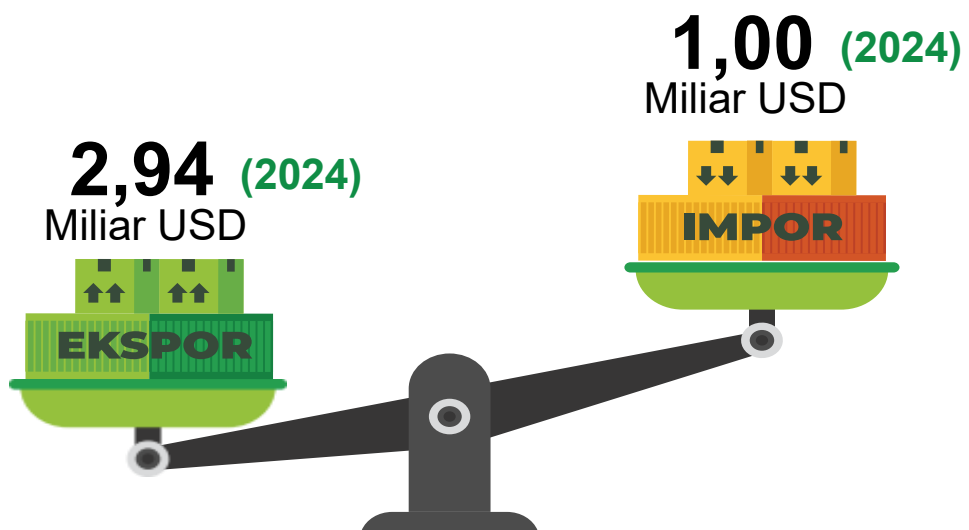 2,94 (2024)
Miliar USD
EKSPOR
1,00 (2024)
Miliar USD
IMPOR